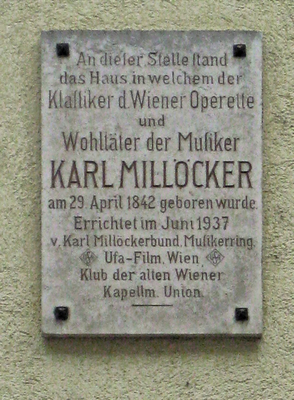 An dieser Stelle stand
das Haus in welchem der
Klassiker d. Wiener Operette
und
Wohltäter der Musiker
KARL MILLÖCKER
am 29. April 1842 geboren wurde.
Errichtet im Juni 1937
v. Karl Millöckerbund, Musikerring,
Ufa-Film, Wien
Klub der alten Wiener
Kapellm. Union.